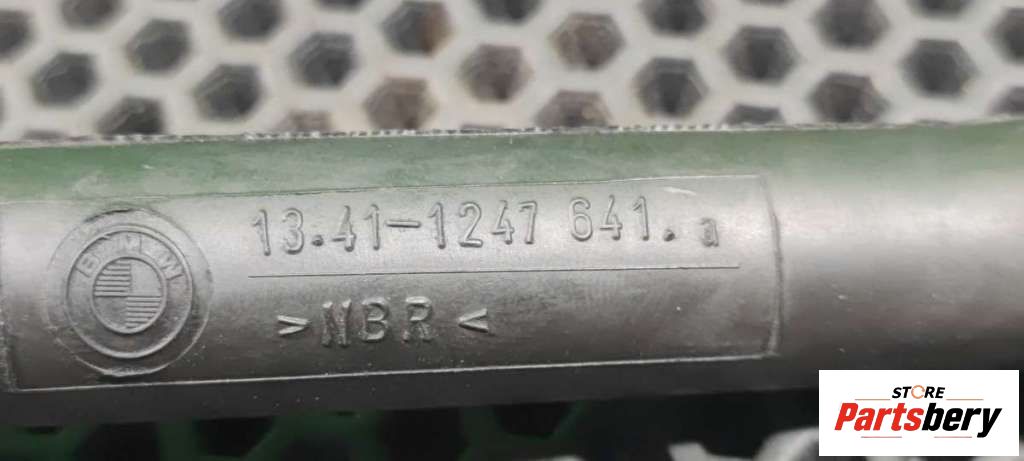 BMW
13.41-1247 641. a
>NBR<
STORE
Partsbery